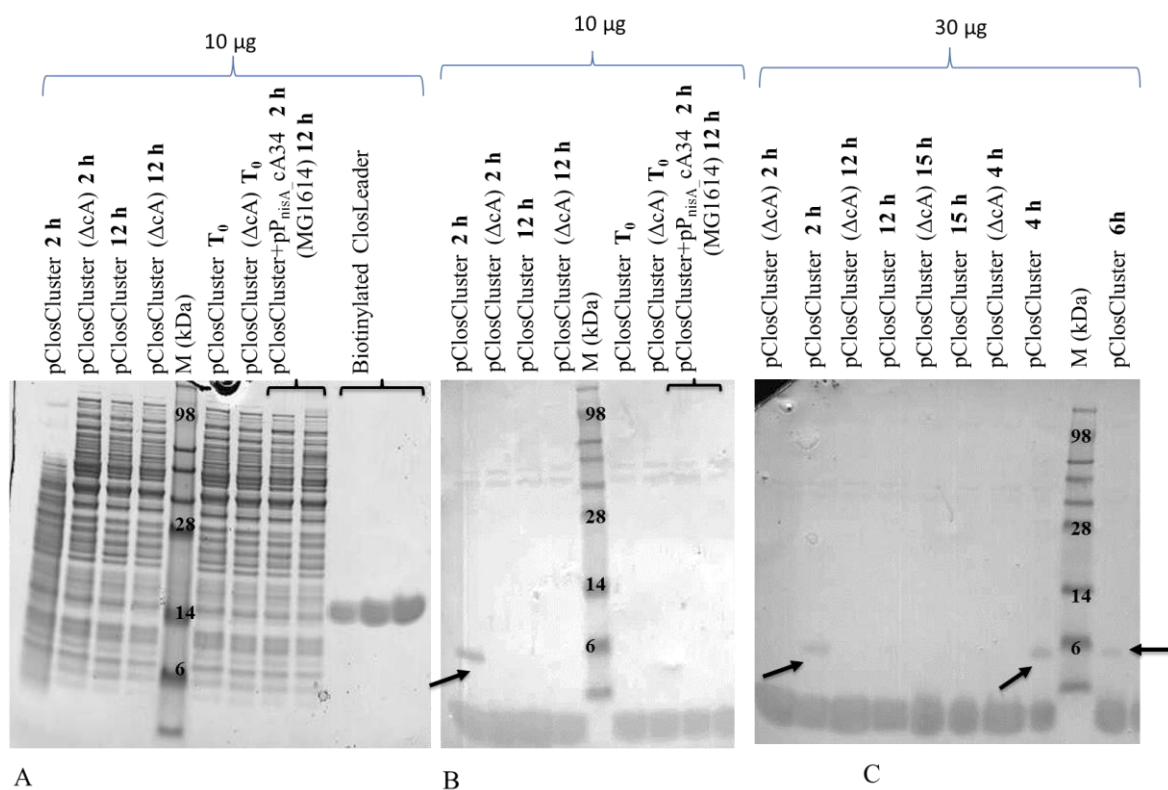 10 µg
10 µg
30 µg
pClosCluster 2 h
pClosCluster (ΔcA) 2 h
pClosCluster 12 h
pClosCluster (ΔcA) 12 h
M (kDa)
pClosCluster T₀
pClosCluster (ΔcA) T₀
pClosCluster+pPnisA_cA34 2 h
(MG1614) 12 h
Biotinylated ClosLeader
98
28
14
6
pClosCluster 2 h
pClosCluster (ΔcA) 2 h
pClosCluster 12 h
pClosCluster (ΔcA) 12 h
M (kDa)
pClosCluster T₀
pClosCluster (ΔcA) T₀
pClosCluster+pPnisA_cA34 2 h
(MG1614) 12 h
98
28
14
6
pClosCluster (ΔcA) 2 h
pClosCluster 2 h
pClosCluster (ΔcA) 12 h
pClosCluster 12 h
pClosCluster (ΔcA) 15 h
pClosCluster 15 h
pClosCluster (ΔcA) 4 h
pClosCluster 4 h
M (kDa)
pClosCluster 6h
98
28
14
6
A
B
C